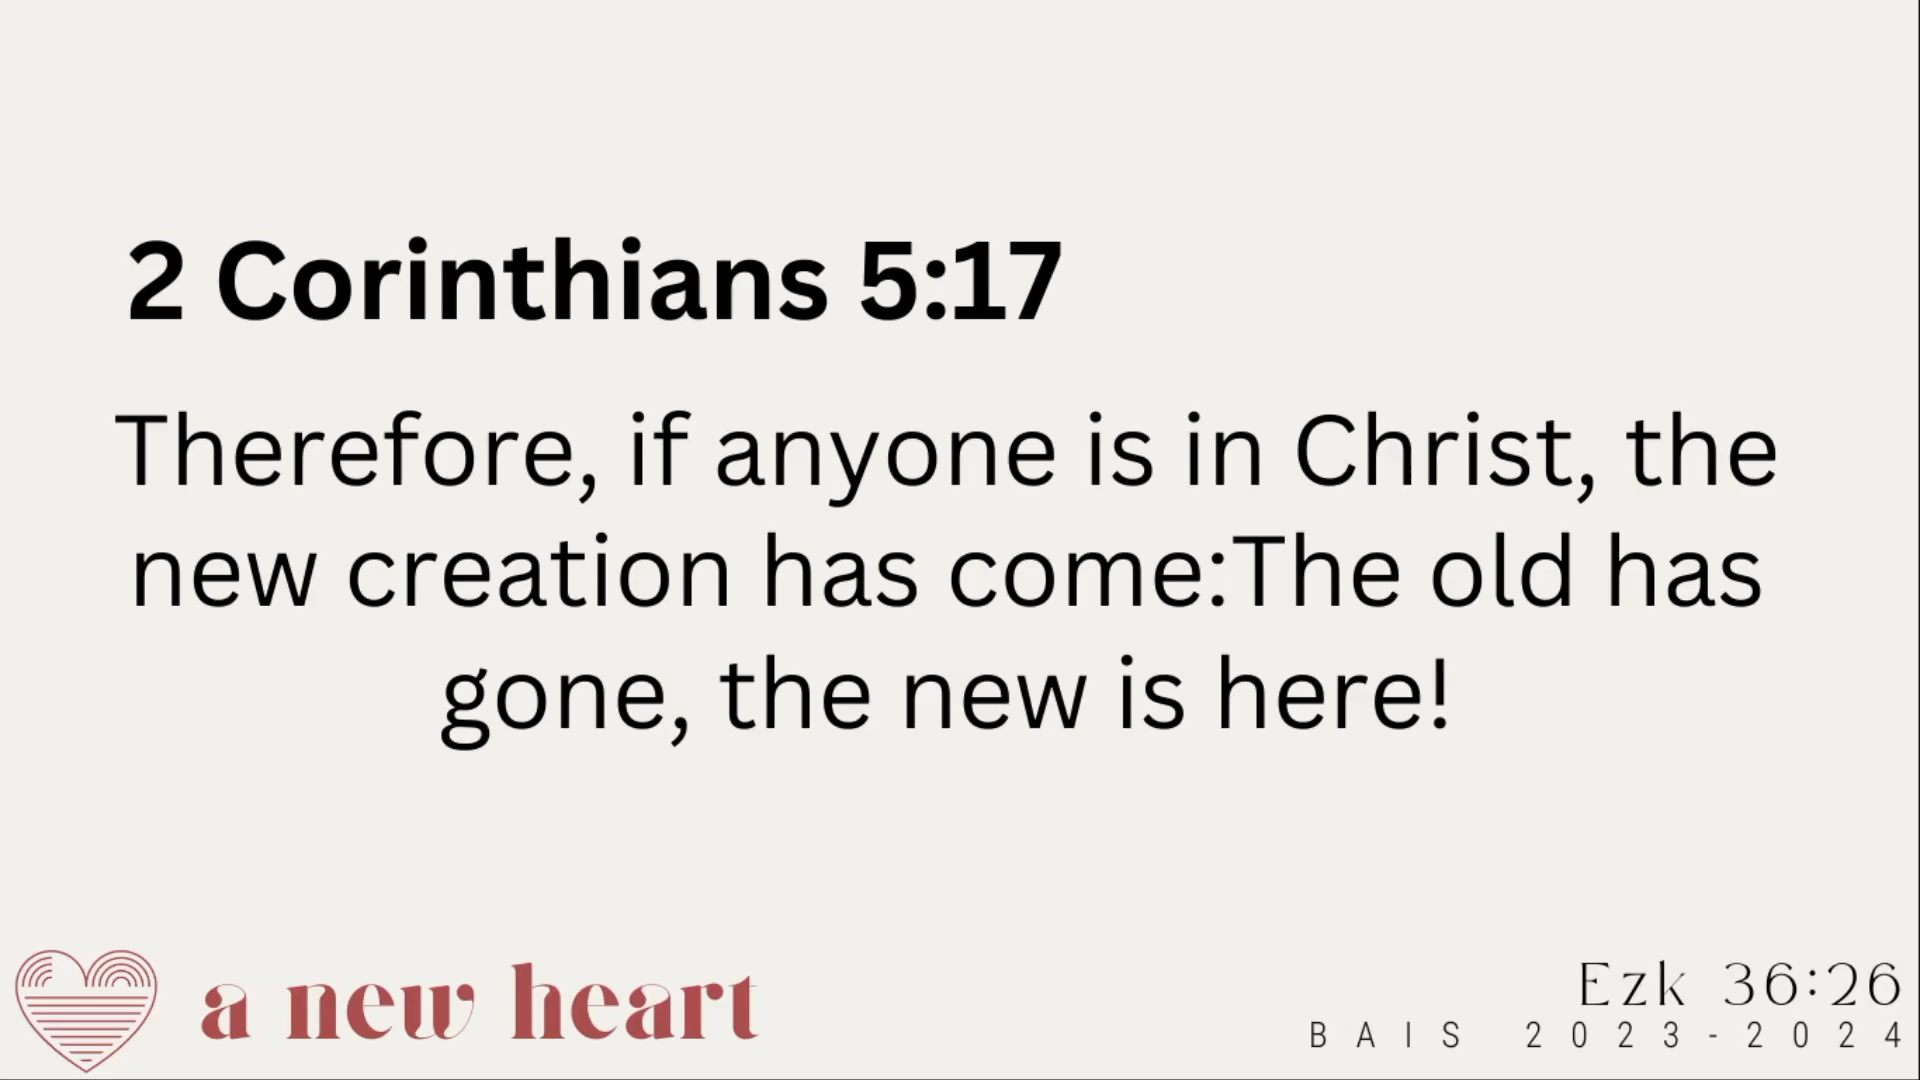 2 Corinthians 5:17
Therefore, if anyone is in Christ, the
new creation has come:The old has
gone, the new is here!
a new heart
Ezk 36:26
BAIS 2023-2024